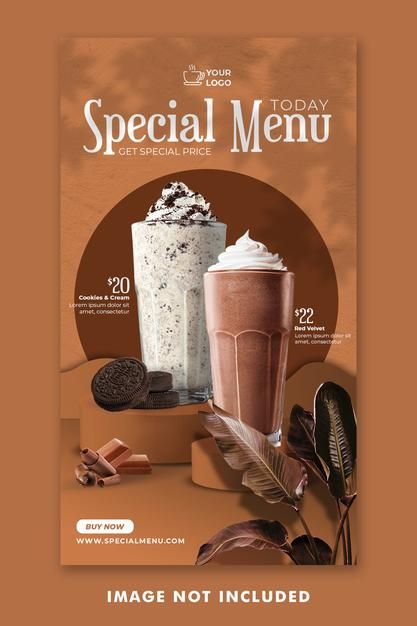 YOUR
LOGO
TODAY
Special Menu
GET SPECIAL PRICE
$20
Cookies & Cream
Lorem ipsum dolor sit
amet, consectetur
$22
Red Velvet
Lorem ipsum dolor sit
amet, consectetur
BUY NOW
WWW.SPECIALMENU.COM
IMAGE NOT INCLUDED